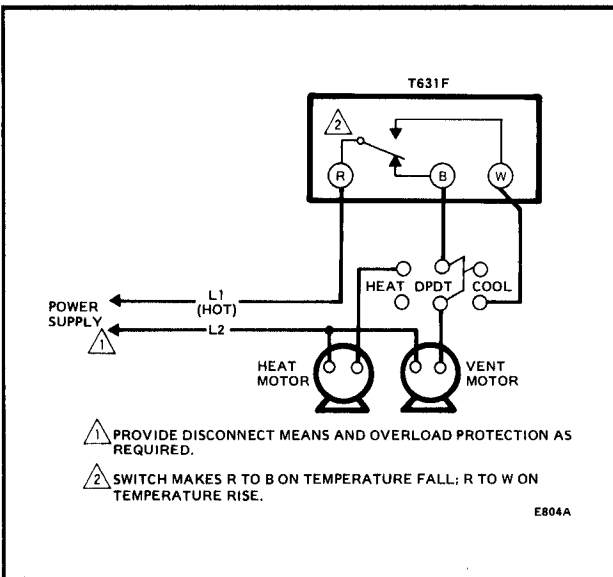 T631F
2
R
B
W
HEAT DPDT COOL
L1
(HOT)
POWER
SUPPLY
L2
1
HEAT
MOTOR
VENT
MOTOR
1 PROVIDE DISCONNECT MEANS AND OVERLOAD PROTECTION AS
REQUIRED.
2 SWITCH MAKES R TO B ON TEMPERATURE FALL; R TO W ON
TEMPERATURE RISE.
E804A